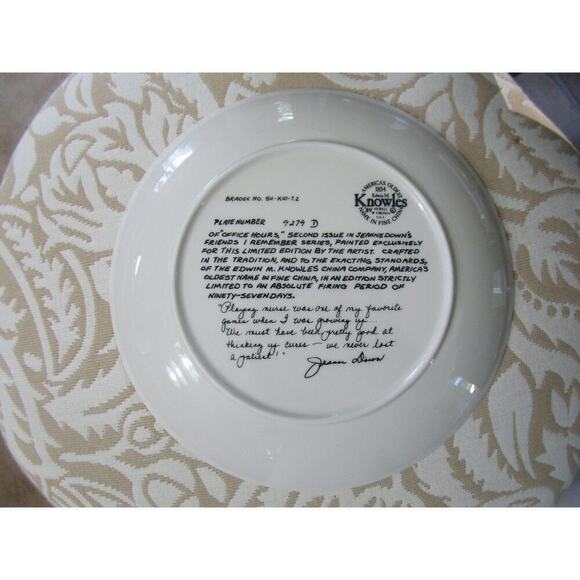 AMERICA'S OLDEST
1854
Edwin M.
Knowles
NEWELL
VIRGINIA
U.S.A.
NAME IN FINE CHINA
BRADEX NO. 84-K41-7.2
PLATE NUMBER 9279 D
OF "OFFICE HOURS," SECOND ISSUE IN JEANNE DOWN'S
FRIENDS I REMEMBER SERIES, PAINTED EXCLUSIVELY
FOR THIS LIMITED EDITION BY THE ARTIST. CRAFTED
IN THE TRADITION, AND TO THE EXACTING STANDARDS,
OF THE EDWIN M. KNOWLES CHINA COMPANY, AMERICA'S
OLDEST NAME IN FINE CHINA, IN AN EDITION STRICTLY
LIMITED TO AN ABSOLUTE FIRING PERIOD OF
NINETY-SEVEN DAYS.
"Playing nurse was one of my favorite
games when I was growing up...
We must have been pretty good at
thinking up cures – we never lost
a patient!"
Jeanne Down